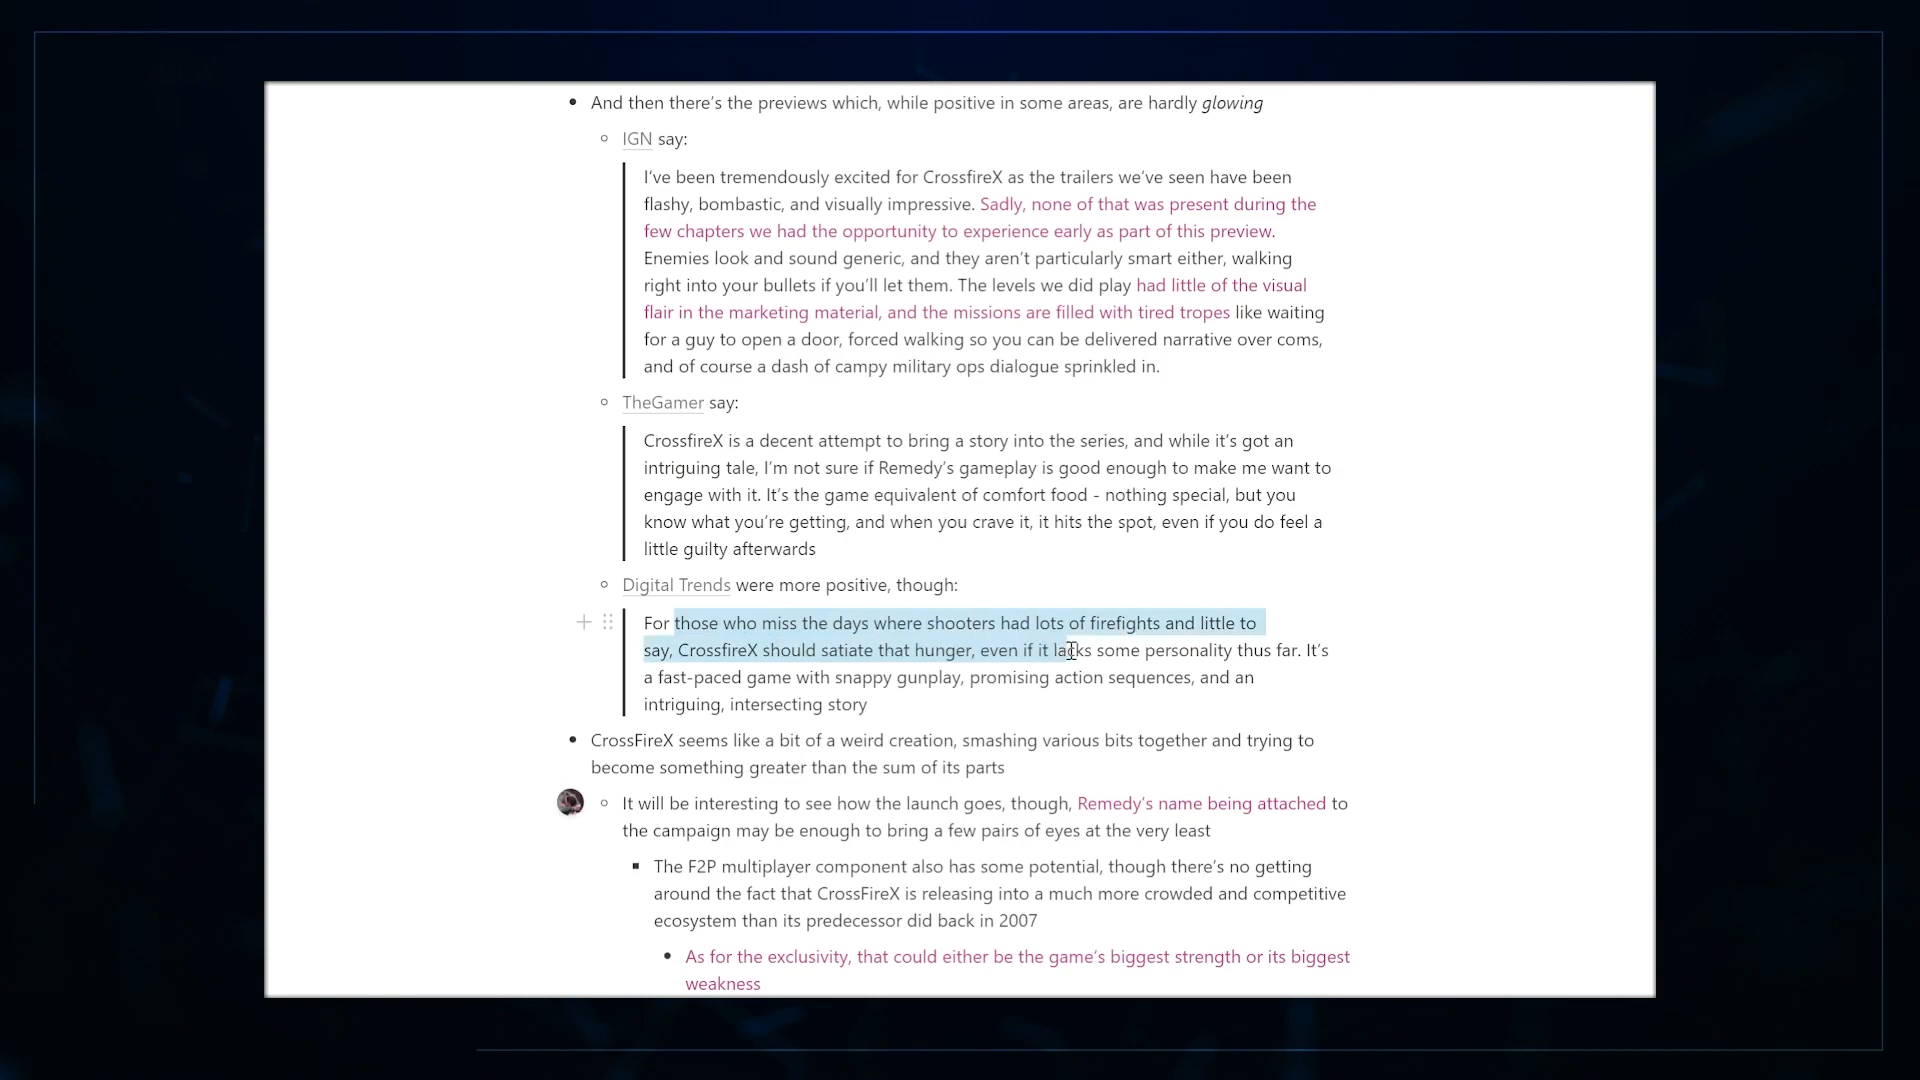 And then there's the previews which, while positive in some areas, are hardly glowing
IGN say:
I've been tremendously excited for CrossfireX as the trailers we've seen have been
flashy, bombastic, and visually impressive. Sadly, none of that was present during the
few chapters we had the opportunity to experience early as part of this preview.
Enemies look and sound generic, and they aren't particularly smart either, walking
right into your bullets if you'll let them. The levels we did play had little of the visual
flair in the marketing material, and the missions are filled with tired tropes like waiting
for a guy to open a door, forced walking so you can be delivered narrative over coms,
and of course a dash of campy military ops dialogue sprinkled in.
TheGamer say:
CrossfireX is a decent attempt to bring a story into the series, and while it's got an
intriguing tale, I'm not sure if Remedy's gameplay is good enough to make me want to
engage with it. It's the game equivalent of comfort food - nothing special, but you
know what you're getting, and when you crave it, it hits the spot, even if you do feel a
little guilty afterwards
Digital Trends were more positive, though:
For those who miss the days where shooters had lots of firefights and little to
say, CrossfireX should satiate that hunger, even if it lacks some personality thus far. It's
a fast-paced game with snappy gunplay, promising action sequences, and an
intriguing, intersecting story
CrossFireX seems like a bit of a weird creation, smashing various bits together and trying to
become something greater than the sum of its parts
It will be interesting to see how the launch goes, though, Remedy's name being attached to
the campaign may be enough to bring a few pairs of eyes at the very least
The F2P multiplayer component also has some potential, though there's no getting
around the fact that CrossFireX is releasing into a much more crowded and competitive
ecosystem than its predecessor did back in 2007
As for the exclusivity, that could either be the game's biggest strength or its biggest
weakness